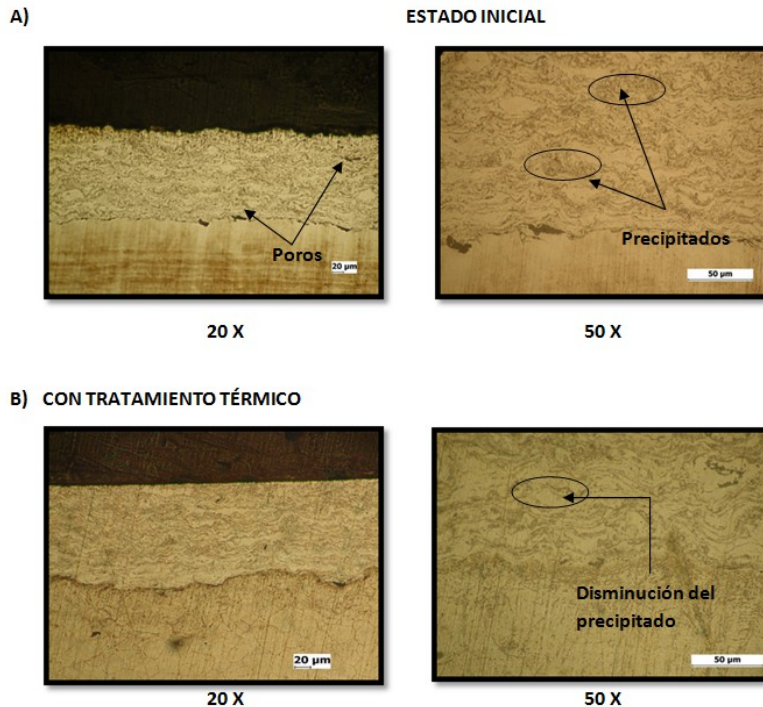 A) ESTADO INICIAL
Poros
20 µm
Precipitados
50 µm
20 X 50 X
B) CON TRATAMIENTO TÉRMICO
20 µm
Disminución del
precipitado
50 µm
20 X 50 X